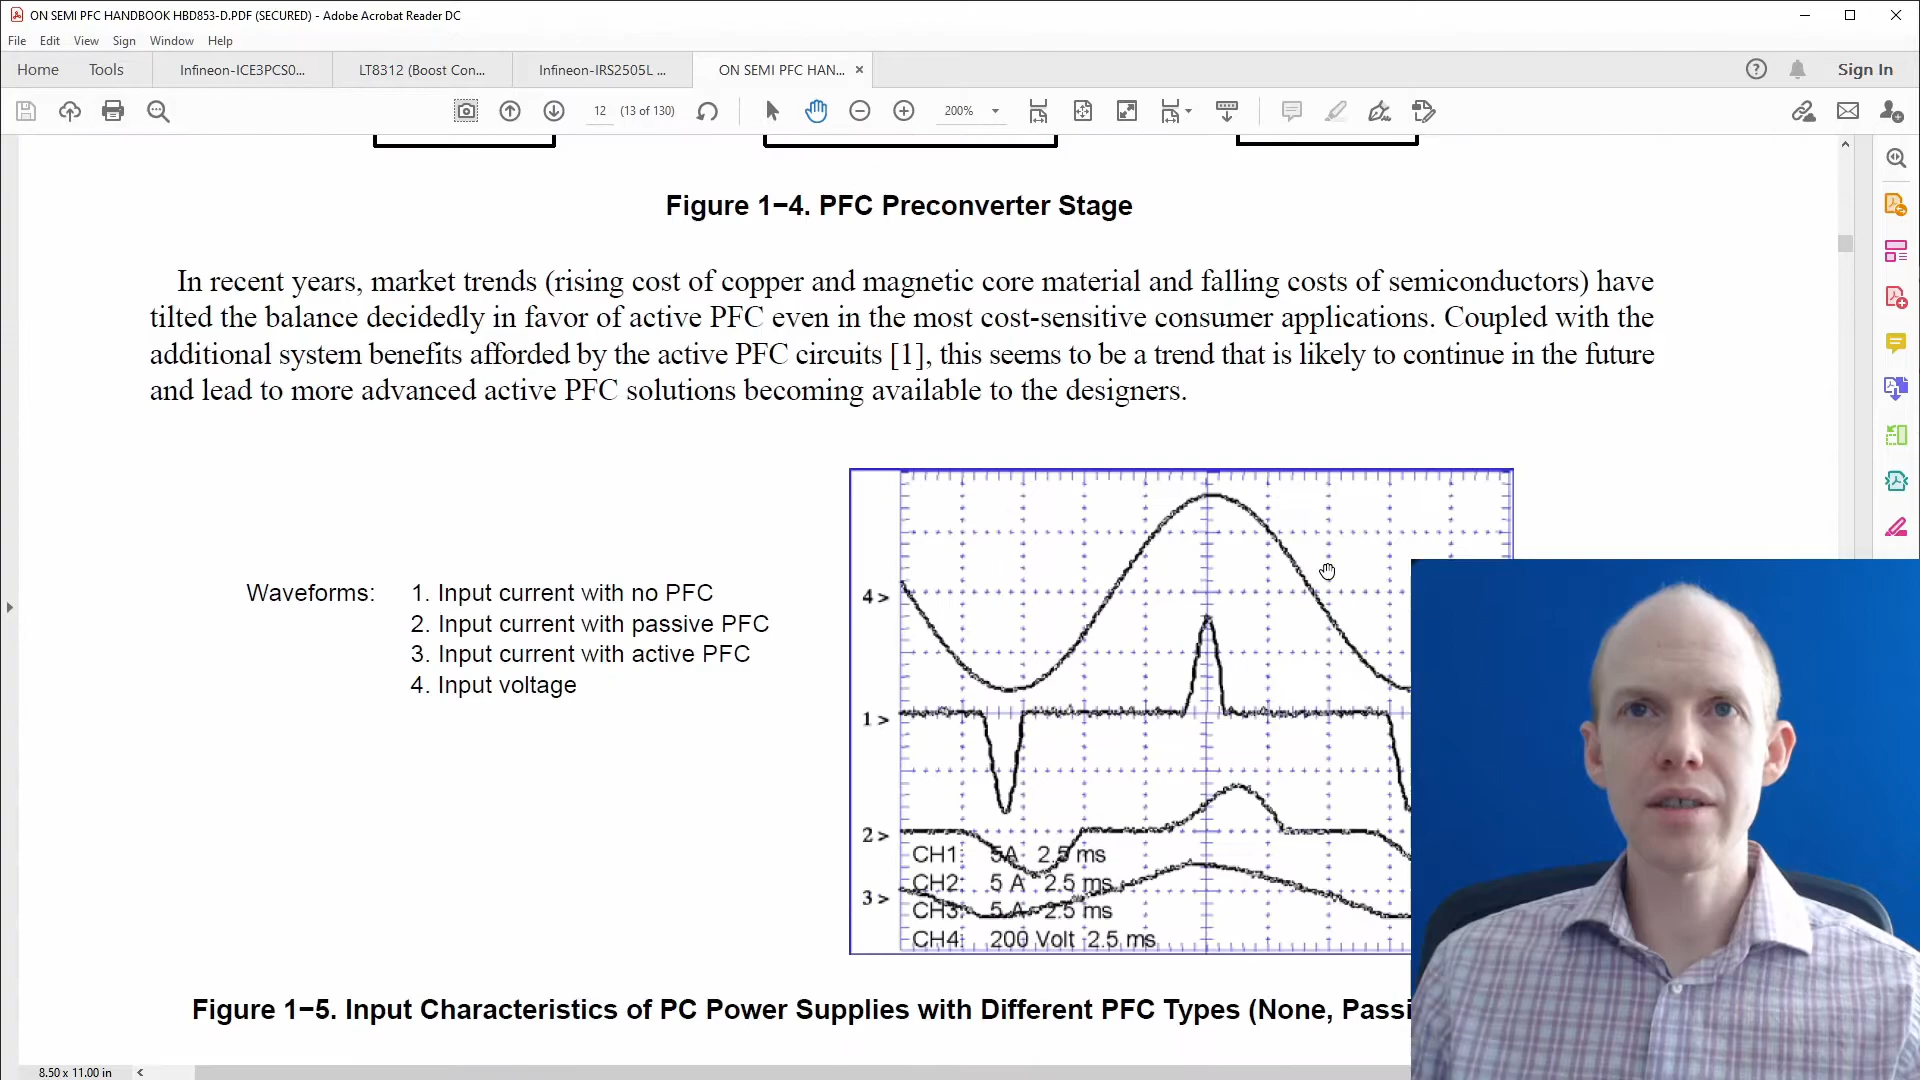 ON SEMI PFC HANDBOOK HBD853-D.PDF (SECURED) - Adobe Acrobat Reader DC
File Edit View Sign Window Help
Home Tools Infineon-ICE3PCS0... LT8312 (Boost Con... Infineon-IRS2505L ... ON SEMI PFC HAN... × Sign In
12 (13 of 130) 200%
Figure 1−4. PFC Preconverter Stage
In recent years, market trends (rising cost of copper and magnetic core material and falling costs of semiconductors) have
tilted the balance decidedly in favor of active PFC even in the most cost-sensitive consumer applications. Coupled with the
additional system benefits afforded by the active PFC circuits [1], this seems to be a trend that is likely to continue in the future
and lead to more advanced active PFC solutions becoming available to the designers.
Waveforms: 1. Input current with no PFC
2. Input current with passive PFC
3. Input current with active PFC
4. Input voltage
4 >
1 >
2 >
3 >
CH1: 5A 2.5 ms
CH2: 5 A 2.5 ms
CH3: 5 A 2.5 ms
CH4: 200 Volt 2.5 ms
Figure 1−5. Input Characteristics of PC Power Supplies with Different PFC Types (None, Passi
8.50 x 11.00 in